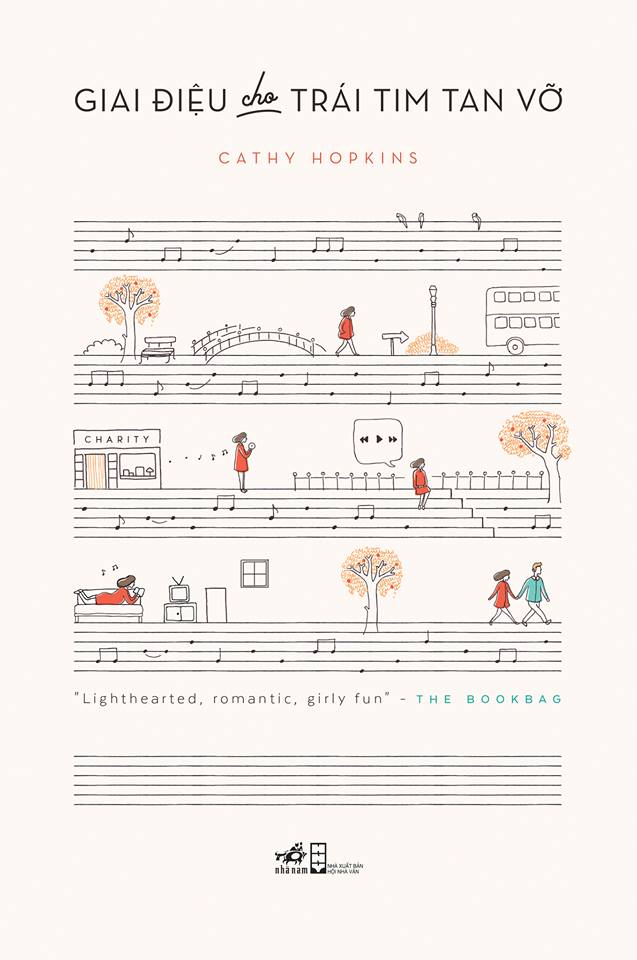 GIAI ĐIỆU cho TRÁI TIM TAN VỠ
CATHY HOPKINS
CHARITY
"Lighthearted, romantic, girly fun" – THE BOOKBAG
nhã nam
NHÀ XUẤT BẢN
HỘI NHÀ VĂN